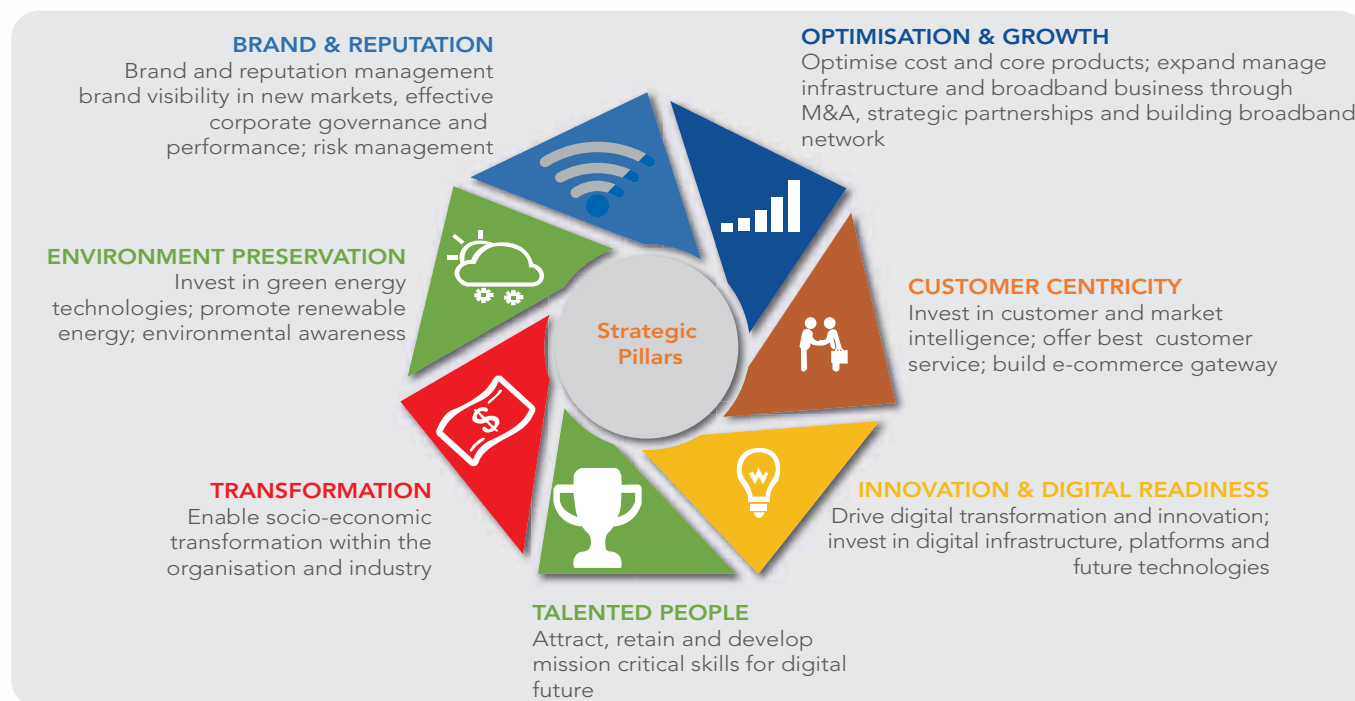 BRAND & REPUTATION
Brand and reputation management
brand visibility in new markets, effective
corporate governance and
performance; risk management
OPTIMISATION & GROWTH
Optimise cost and core products; expand manage
infrastructure and broadband business through
M&A, strategic partnerships and building broadband
network
ENVIRONMENT PRESERVATION
Invest in green energy
technologies; promote renewable
energy; environmental awareness
Strategic
Pillars
CUSTOMER CENTRICITY
Invest in customer and market
intelligence; offer best customer
service; build e-commerce gateway
TRANSFORMATION
Enable socio-economic
transformation within the
organisation and industry
$
INNOVATION & DIGITAL READINESS
Drive digital transformation and innovation;
invest in digital infrastructure, platforms and
future technologies
TALENTED PEOPLE
Attract, retain and develop
mission critical skills for digital
future